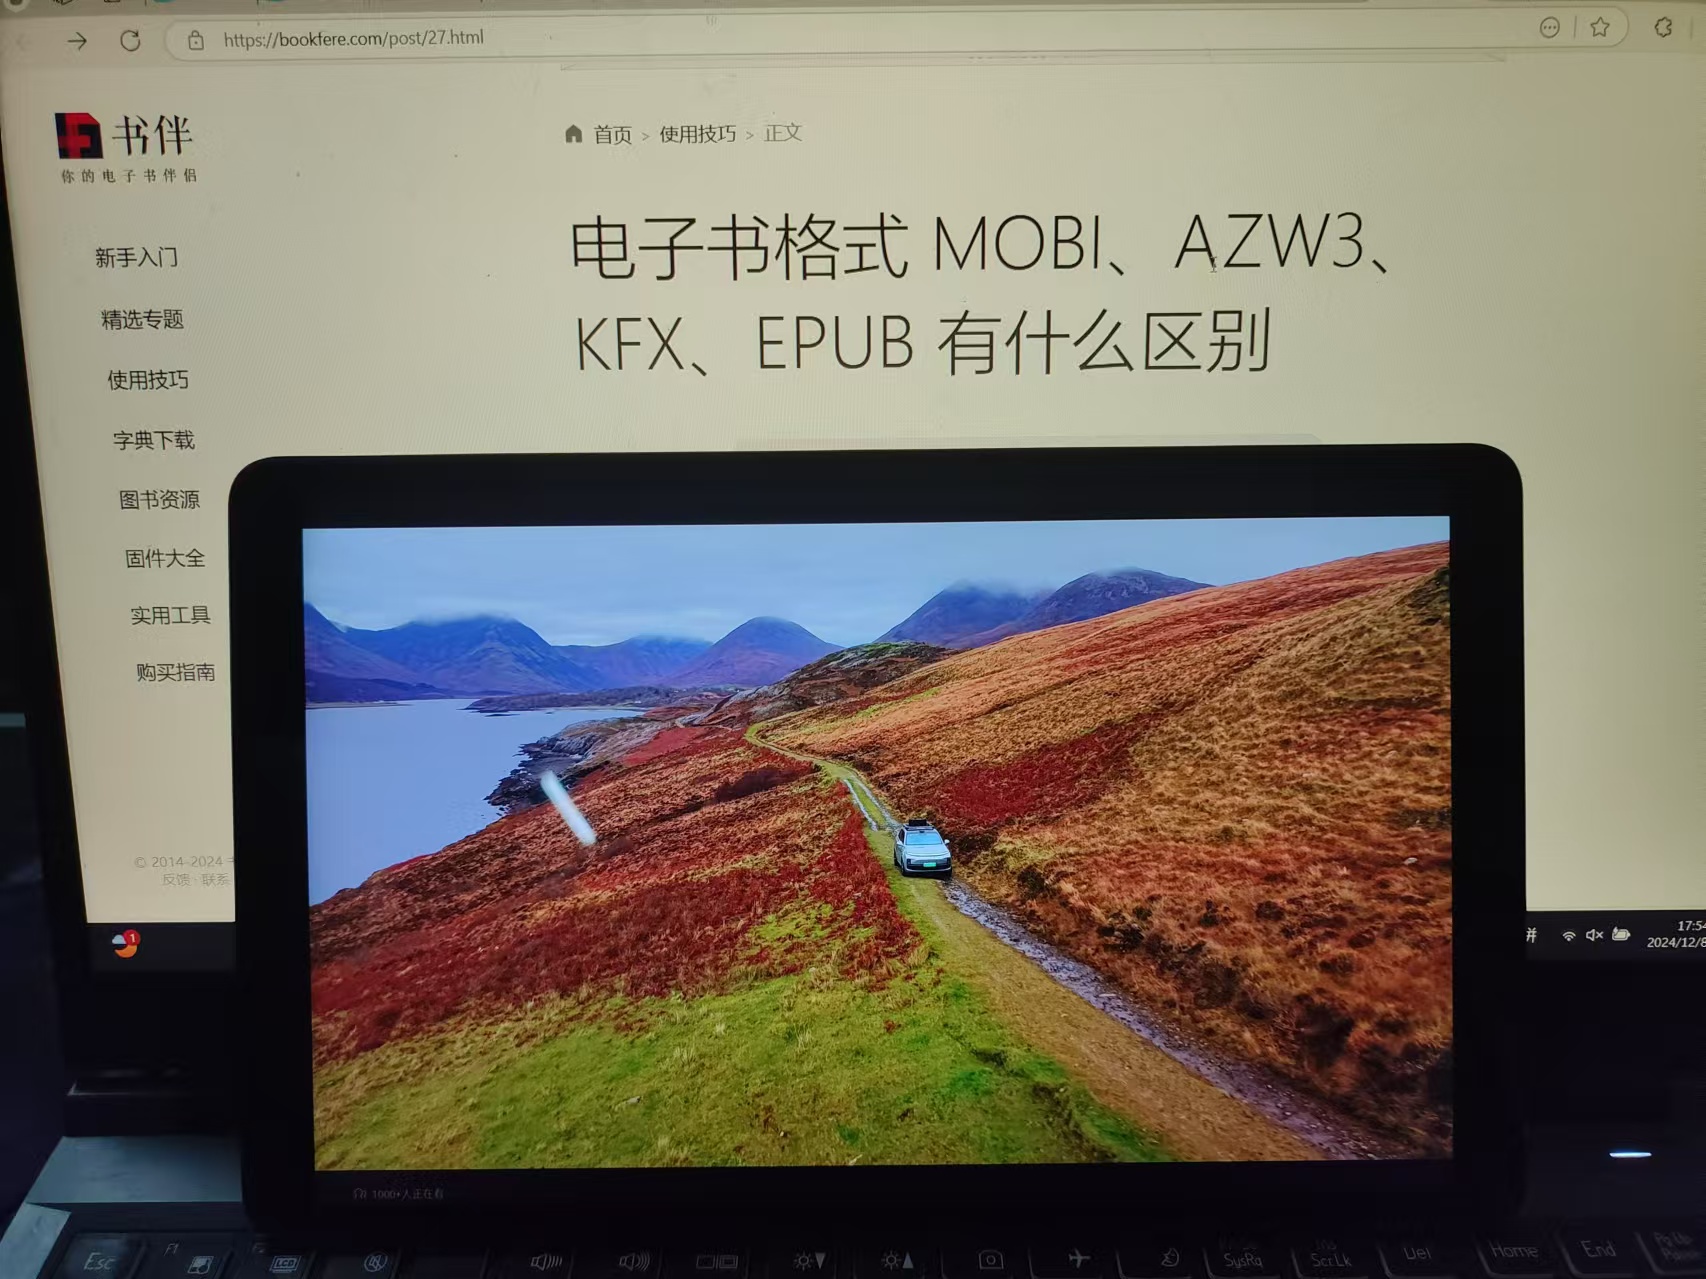 https://bookfere.com/post/27.html
书伴
你的电子书伴侣
首页 > 使用技巧 > 正文
电子书格式 MOBI、AZW3、
KFX、EPUB 有什么区别
新手入门
精选专题
使用技巧
字典下载
图书资源
固件大全
实用工具
购买指南
© 2014-2024
反馈·联系
1
拼
17:54
2024/12/8
1000+人正在看
Esc
F1
SysRq
ScrLk
Del
Home
End
PgUp